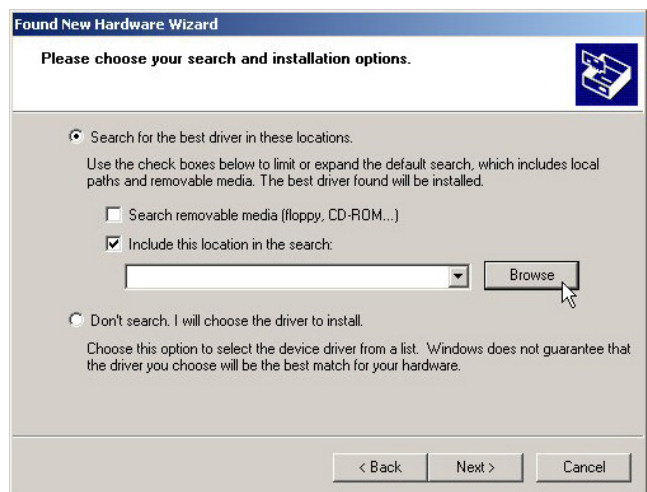 Found New Hardware Wizard
Please choose your search and installation options.
Search for the best driver in these locations.
Use the check boxes below to limit or expand the default search, which includes local
paths and removable media. The best driver found will be installed.
Search removable media (floppy, CD-ROM...)
Include this location in the search:
Browse
Don't search. I will choose the driver to install.
Choose this option to select the device driver from a list. Windows does not guarantee that
the driver you choose will be the best match for your hardware.
< Back Next > Cancel